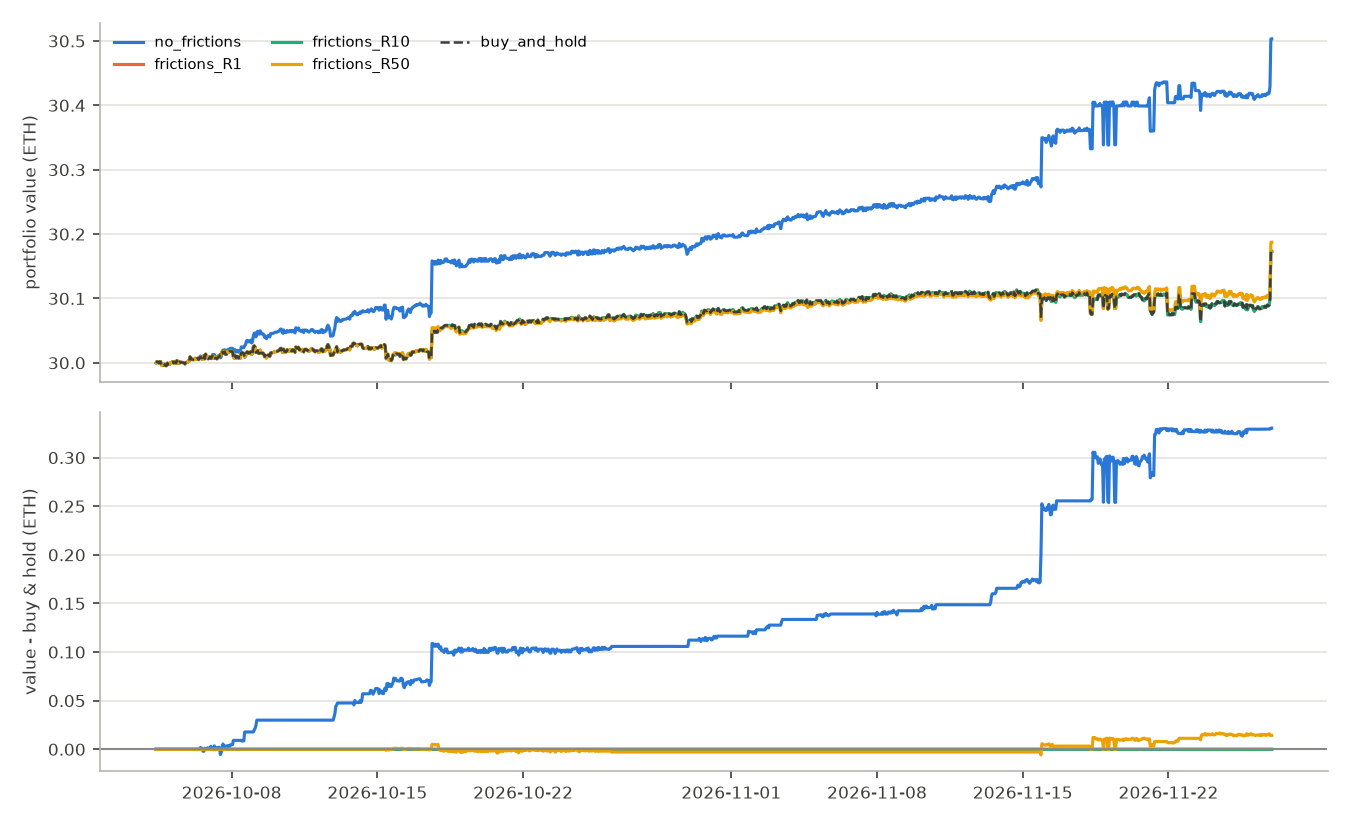 no_frictions frictions_R10 buy_and_hold
frictions_R1 frictions_R50
portfolio value (ETH)
30.5
30.4
30.3
30.2
30.1
30.0
value - buy & hold (ETH)
0.30
0.25
0.20
0.15
0.10
0.05
0.00
2026-10-08 2026-10-15 2026-10-22 2026-11-01 2026-11-08 2026-11-15 2026-11-22